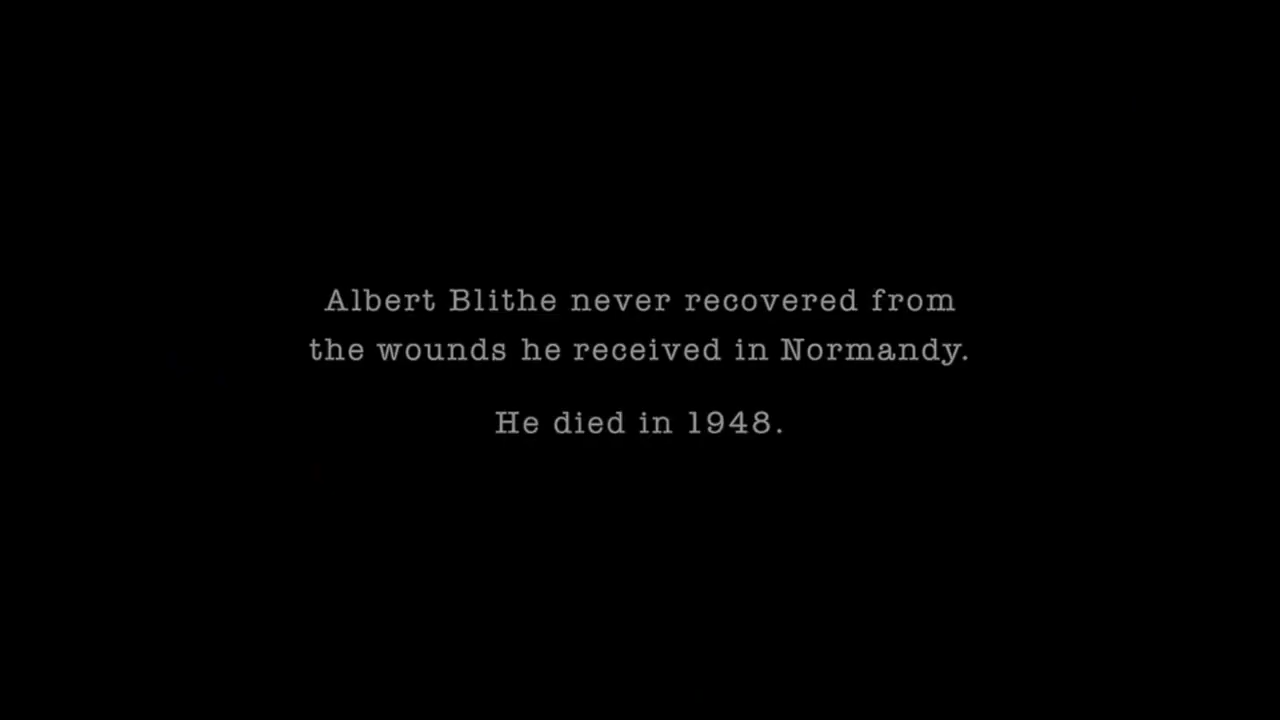 Albert Blithe never recovered from
the wounds he received in Normandy.
He died in 1948.